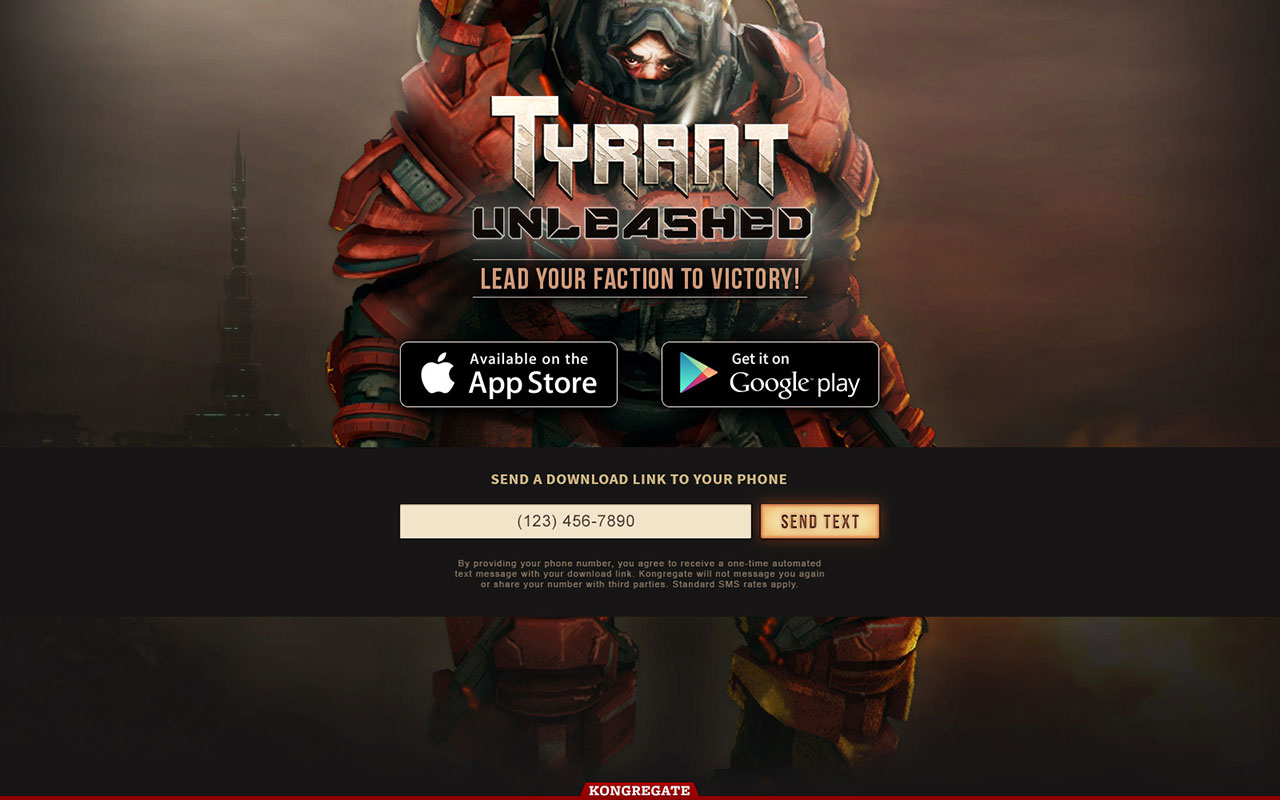 TYRANT
UNLEASHED
LEAD YOUR FACTION TO VICTORY!
Available on the
App Store
Get it on
Google play
SEND A DOWNLOAD LINK TO YOUR PHONE
(123) 456-7890
SEND TEXT
By providing your phone number, you agree to receive a one-time automated
text message with your download link. Kongregate will not message you again
or share your number with third parties. Standard SMS rates apply.
KONGREGATE